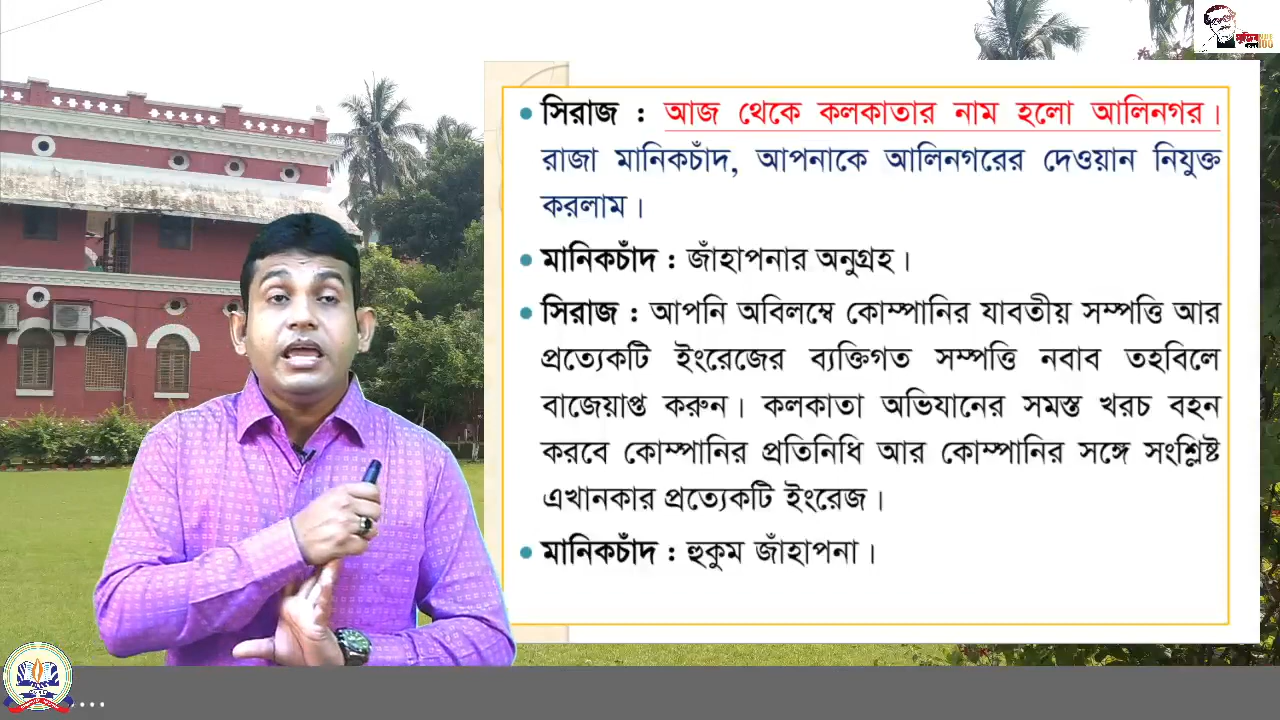 মুজিব
100
• সিরাজ : আজ থেকে কলকাতার নাম হলো আলিনগর।
রাজা মানিকচাঁদ, আপনাকে আলিনগরের দেওয়ান নিযুক্ত
করলাম।
• মানিকচাঁদ : জাঁহাপনার অনুগ্রহ।
• সিরাজ : আপনি অবিলম্বে কোম্পানির যাবতীয় সম্পত্তি আর
প্রত্যেকটি ইংরেজের ব্যক্তিগত সম্পত্তি নবাব তহবিলে
বাজেয়াপ্ত করুন। কলকাতা অভিযানের সমস্ত খরচ বহন
করবে কোম্পানির প্রতিনিধি আর কোম্পানির সঙ্গে সংশ্লিষ্ট
এখানকার প্রত্যেকটি ইংরেজ।
• মানিকচাঁদ : হুকুম জাঁহাপনা।
....